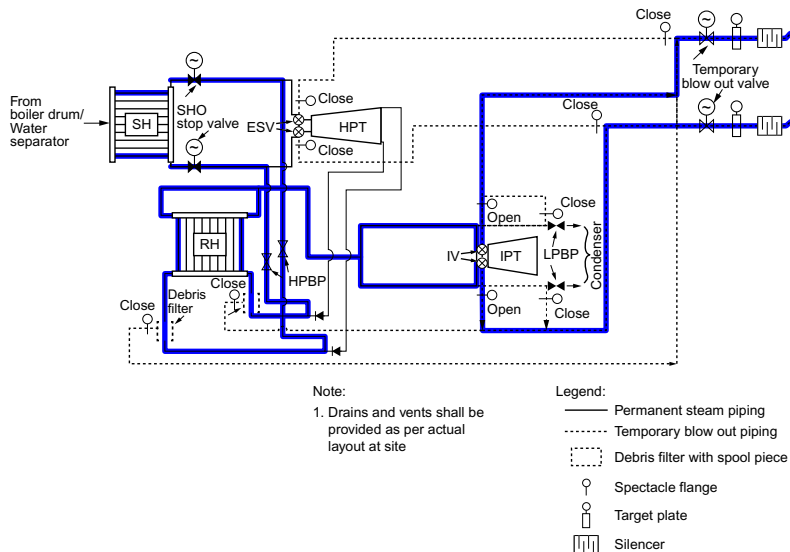 Close
~
~
Temporary
blow out valve
Close
From
boiler drum/
Water
separator
SH
SHO
stop valve
~
~
ESV
Close
HPT
Close
Close
Open
IV
IPT
LPBP
Condenser
Open
Close
RH
HPBP
Close
Debris
filter
Close
Note:
1. Drains and vents shall be
provided as per actual
layout at site
Legend:
Permanent steam piping
Temporary blow out piping
Debris filter with spool piece
Spectacle flange
Target plate
Silencer